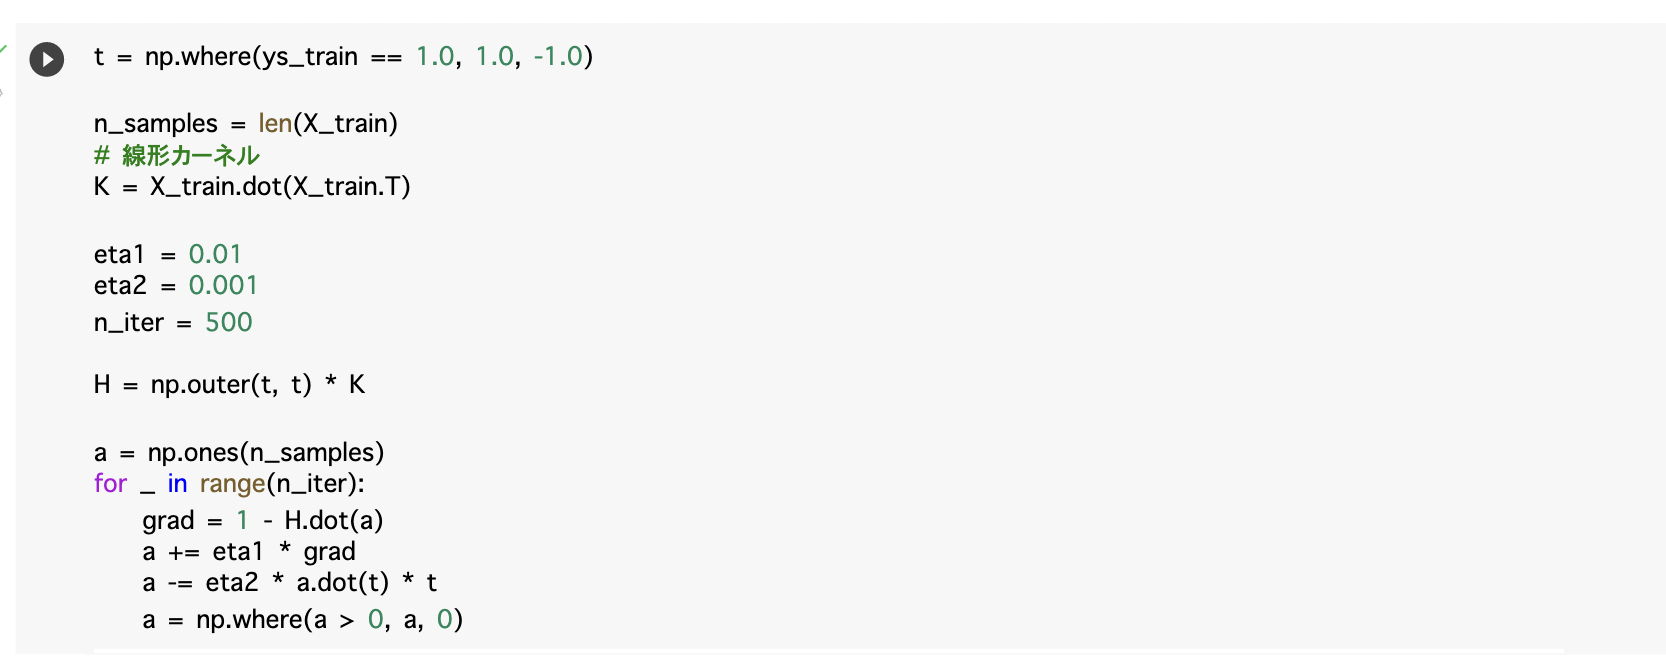 t = np.where(ys_train == 1.0, 1.0, -1.0)
n_samples = len(X_train)
# 線形カーネル
K = X_train.dot(X_train.T)
eta1 = 0.01
eta2 = 0.001
n_iter = 500
H = np.outer(t, t) * K
a = np.ones(n_samples)
for _ in range(n_iter):
    grad = 1 - H.dot(a)
    a += eta1 * grad
    a -= eta2 * a.dot(t) * t
    a = np.where(a > 0, a, 0)